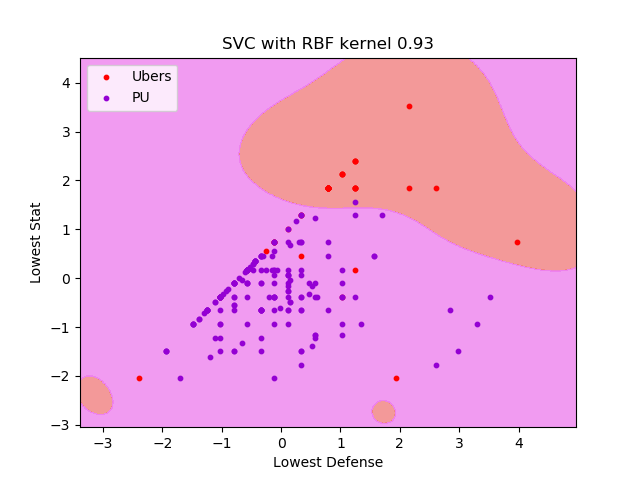 SVC with RBF kernel 0.93
Ubers
PU
Lowest Stat
4
3
2
1
0
−1
−2
−3
−3 −2 −1 0 1 2 3 4
Lowest Defense